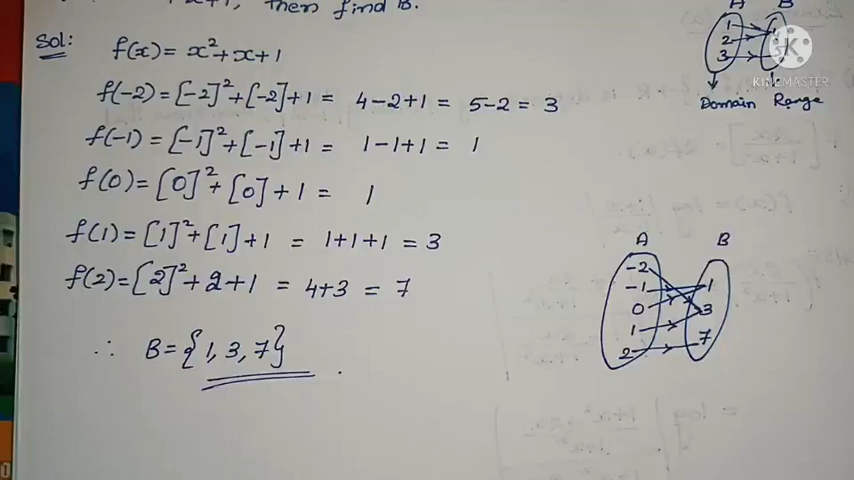 x+1, then find B.
Sol: f(x) = x²+x+1
f(-2) = [-2]²+[-2]+1 = 4-2+1 = 5-2 = 3
f(-1) = [-1]²+[-1]+1 = 1-1+1 = 1
f(0) = [0]²+[0]+1 = 1
f(1) = [1]²+[1]+1 = 1+1+1 = 3
f(2) = [2]²+2+1 = 4+3 = 7
∴ B = {1, 3, 7}
A B
1
2
3
KINEMASTER
Domain Range
A B
-2
-1 1
0 3
1
2 7